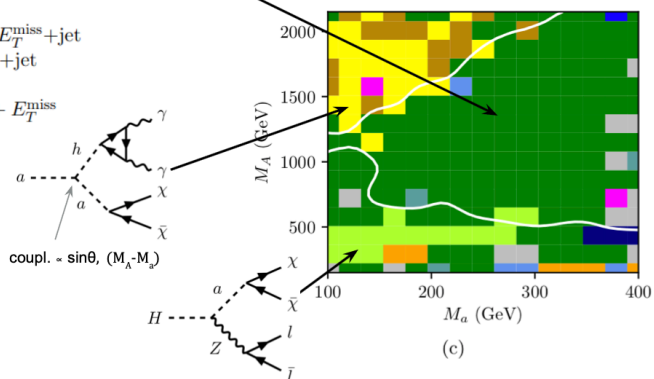 E_T^miss+jet
+jet
- E_T^miss
h
γ
γ
a
a
χ
χ̄
coupl. ∝ sinθ, (M_A-M_a)
a
χ
χ̄
H
Z
l
l̄
2000
1500
1000
500
M_A (GeV)
100
200
300
400
M_a (GeV)
(c)